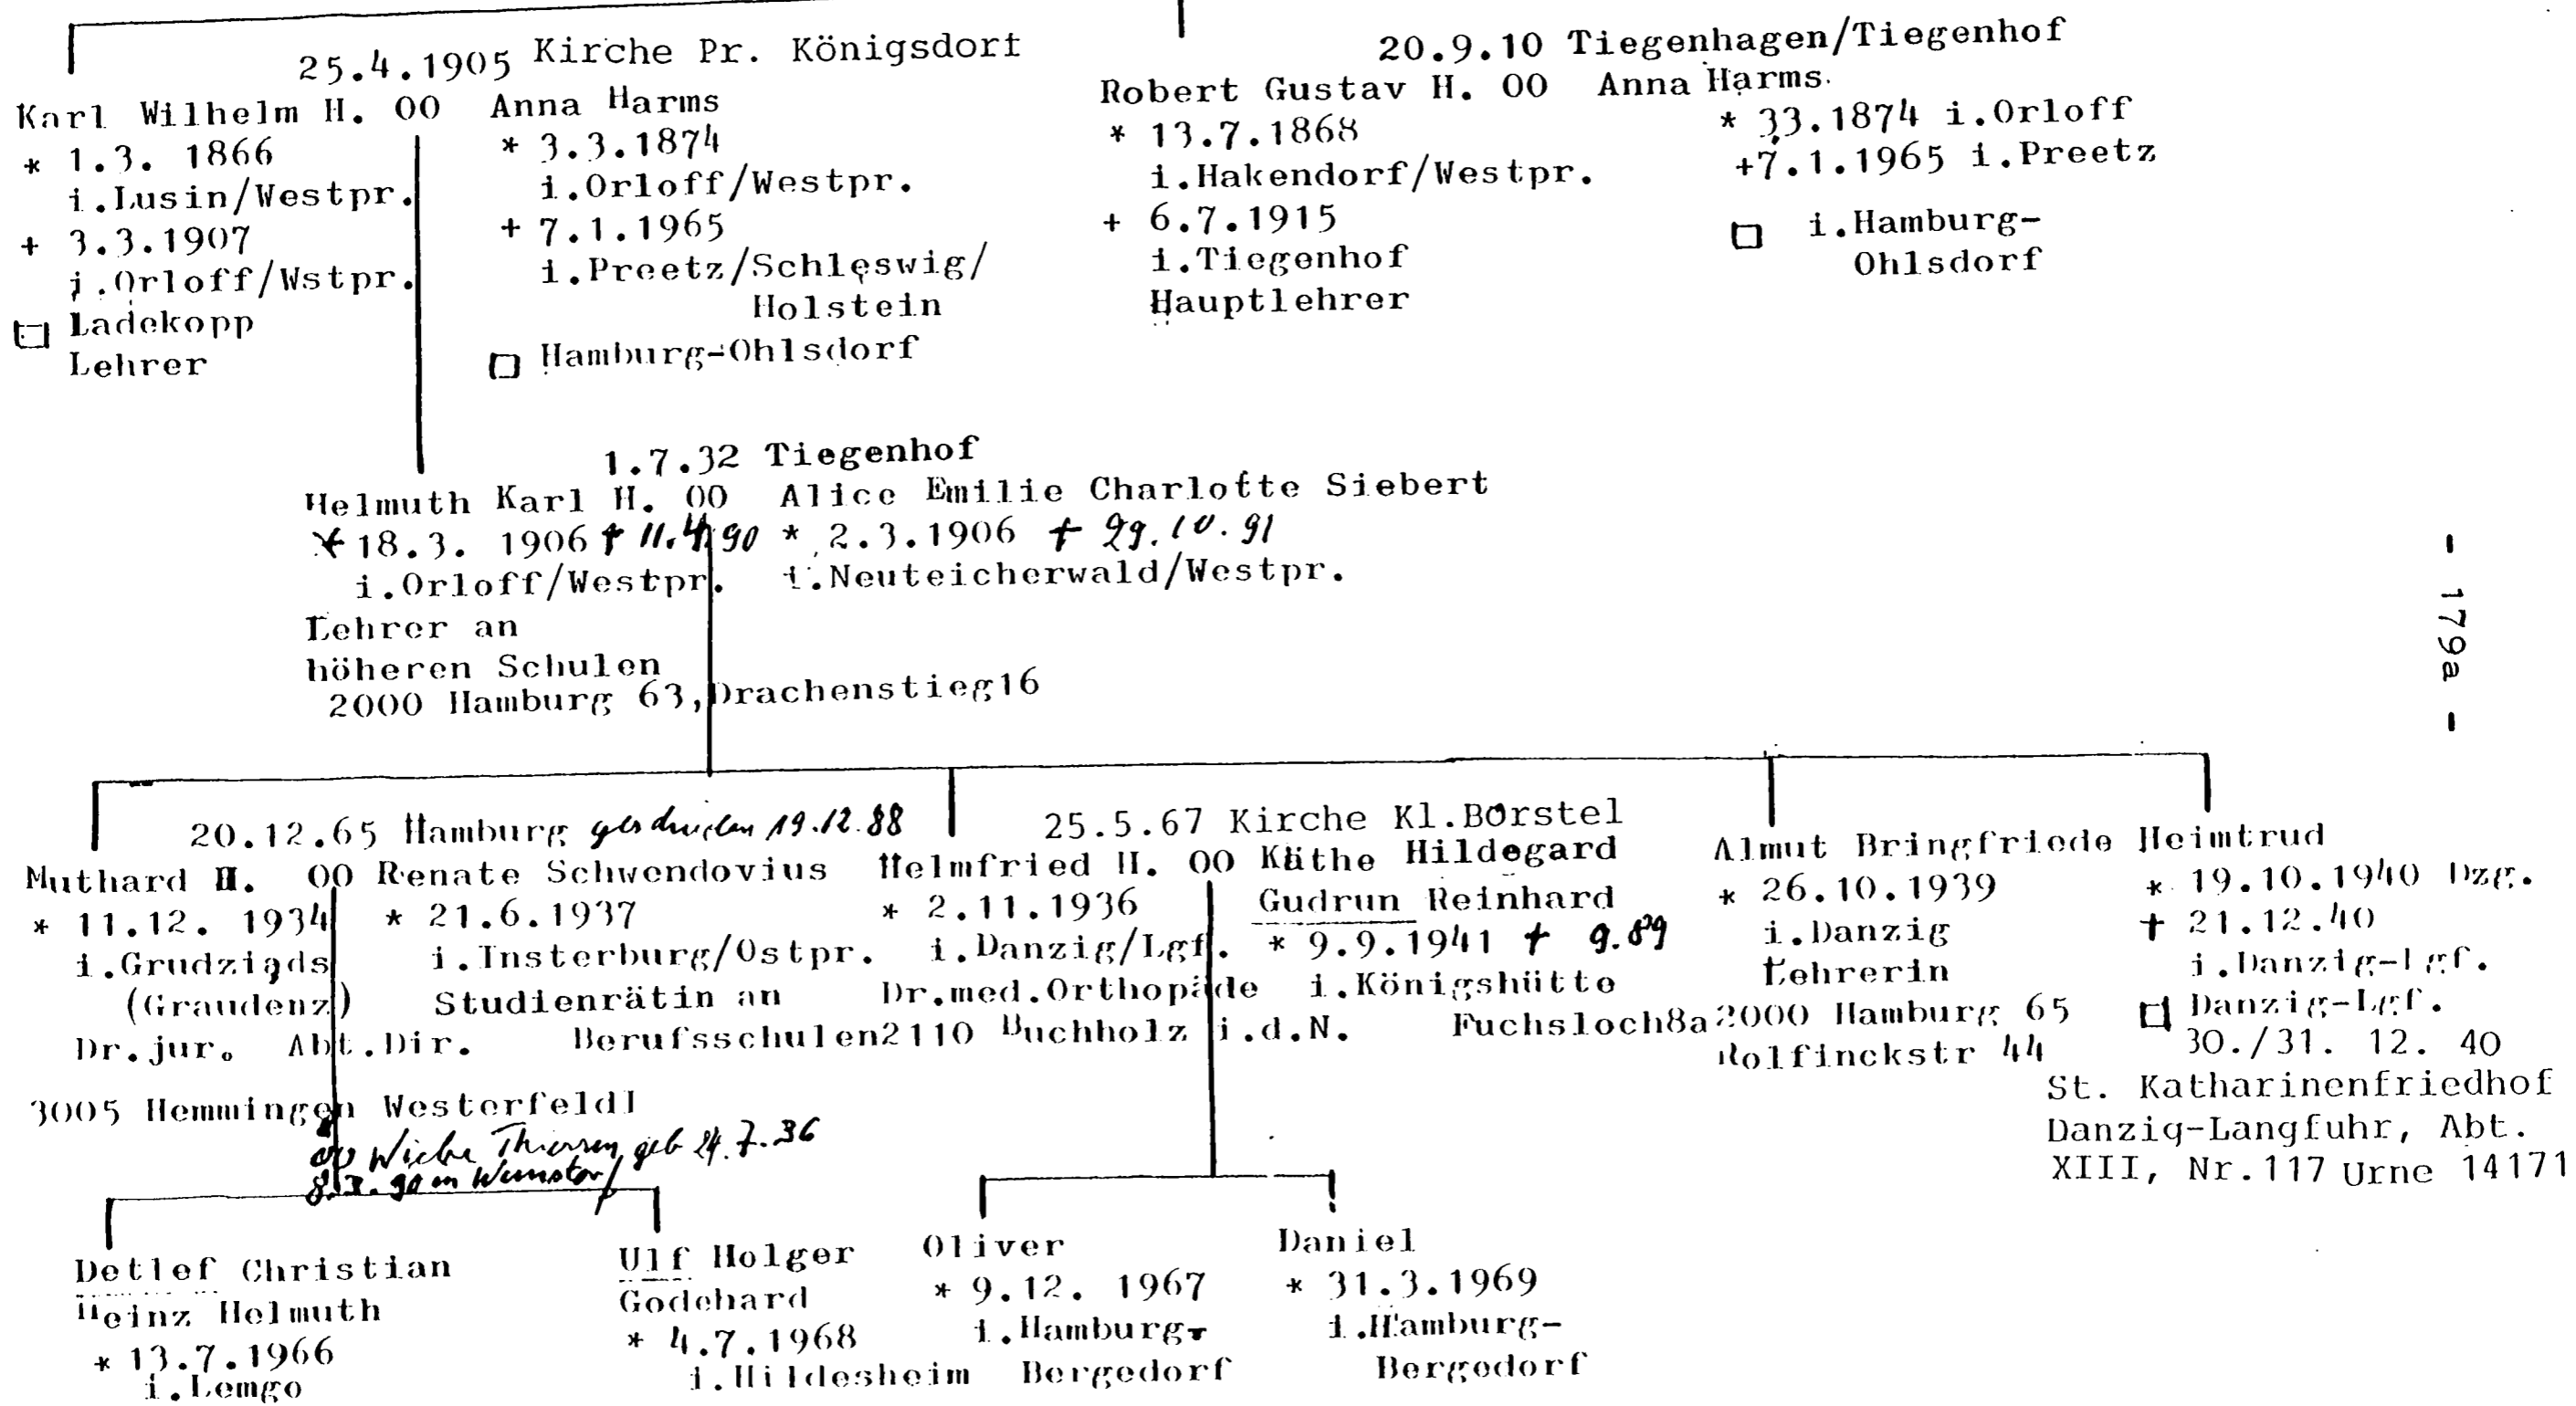 25.4.1905 Kirche Pr. Königsdorf
Karl Wilhelm H. OO Anna Harms
* 1.3. 1866
i.Lusin/Westpr.
+ 3.3.1907
i.Orloff/Wstpr.
Ladekopp
Lehrer
* 3.3.1874
i.Orloff/Westpr.
+ 7.1.1965
i.Preetz/Schleswig/
Holstein
Hamburg-Ohlsdorf
20.9.10 Tiegenhagen/Tiegenhof
Robert Gustav H. OO Anna Harms
* 13.7.1868
i.Hakendorf/Westpr.
+ 6.7.1915
i.Tiegenhof
Hauptlehrer
* 33.1874 i.Orloff
+7.1.1965 i.Preetz
i.Hamburg-
Ohlsdorf
1.7.32 Tiegenhof
Helmuth Karl H. OO Alice Emilie Charlotte Siebert
* 18.3. 1906 † 11.4.90 * 2.3.1906 † 29.10.91
i.Orloff/Westpr. i.Neuteicherwald/Westpr.
Lehrer an
höheren Schulen
2000 Hamburg 63,Drachenstieg16
- 179a -
20.12.65 Hamburg geschieden 19.12.88
Muthard H. OO Renate Schwendovius
* 11.12. 1934
i.Grudziads
(Graudenz)
Dr.jur. Abt.Dir.
* 21.6.1937
i.Insterburg/Ostpr.
Studienrätin an
Berufsschulen
3005 Hemmingen Westerfeld1
OO Wiebe geb 24.7.36
90 in Wunstorf
25.5.67 Kirche Kl.Borstel
Helmfried H. OO Käthe Hildegard
Gudrun Reinhard
* 2.11.1936
i.Danzig/Lgf.
Dr.med.Orthopäde
* 9.9.1941 † 9.89
i.Königshütte
2110 Buchholz i.d.N. Fuchsloch8a
Almut Bringfriede
* 26.10.1939
i.Danzig
Lehrerin
2000 Hamburg 65
Rolfinckstr 44
Heimtrud
* 19.10.1940 Dzg.
† 21.12.40
i.Danzig-Lgf.
Danzig-Lgf.
30./31. 12. 40
St. Katharinenfriedhof
Danzig-Langfuhr, Abt.
XIII, Nr.117 Urne 14171
Detlef Christian
Heinz Helmuth
* 13.7.1966
i.Lemgo
Ulf Holger
Godehard
* 4.7.1968
i.Hildesheim
Oliver
* 9.12. 1967
i.Hamburg-
Bergedorf
Daniel
* 31.3.1969
i.Hamburg-
Bergedorf